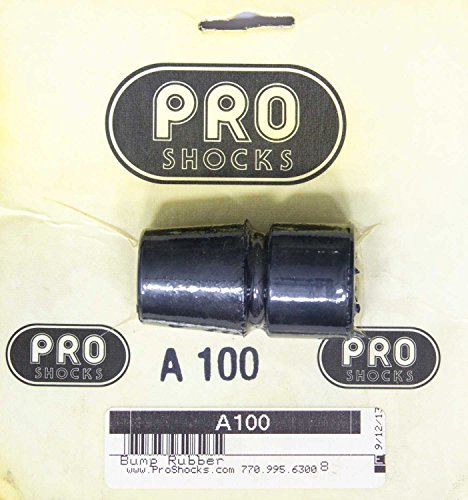 PRO
SHOCKS
PRO
SHOCKS
A 100
PRO
SHOCKS
A100
Bump Rubber
www.ProShocks.com 770.995.6300 8
9/12/17